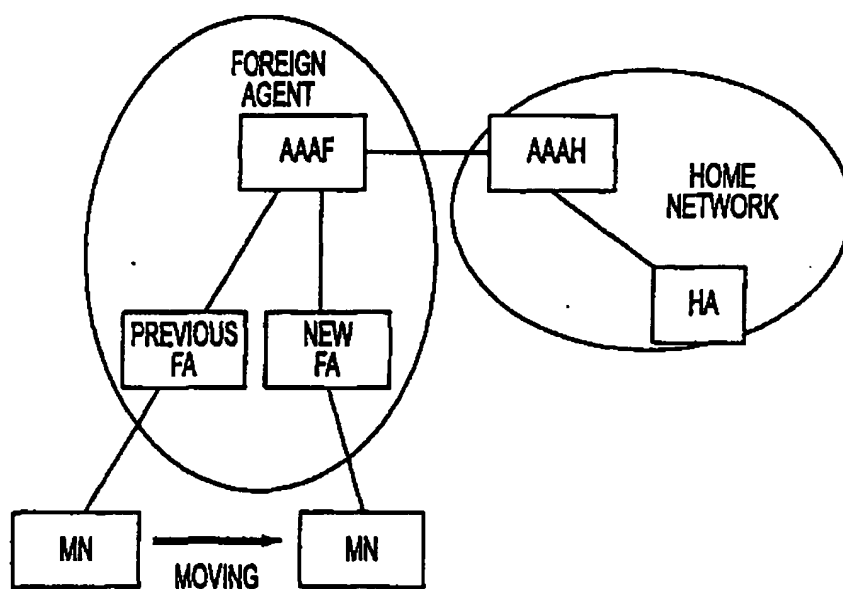 FOREIGN
AGENT
AAAF
AAAH
HOME
NETWORK
PREVIOUS
FA
NEW
FA
HA
MN
MOVING
MN